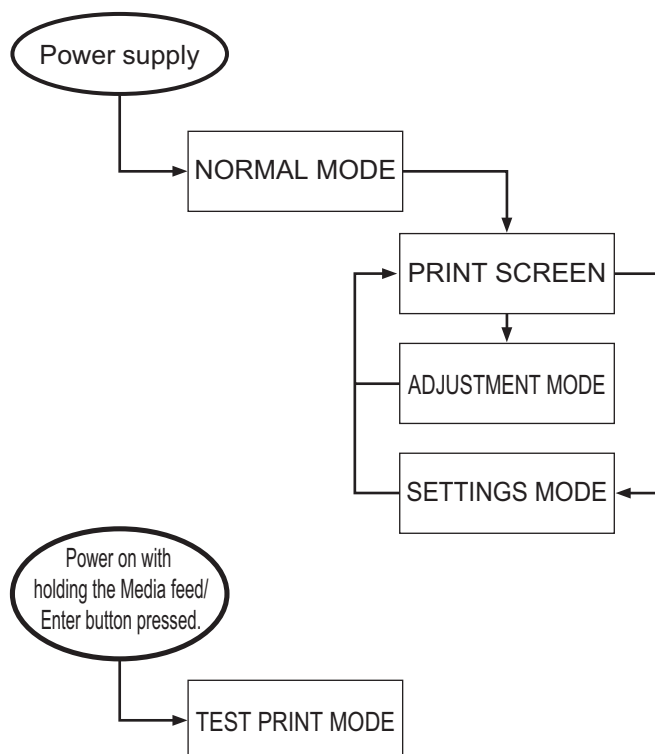 Power supply
NORMAL MODE
PRINT SCREEN
ADJUSTMENT MODE
SETTINGS MODE
Power on with
holding the Media feed/
Enter button pressed.
TEST PRINT MODE